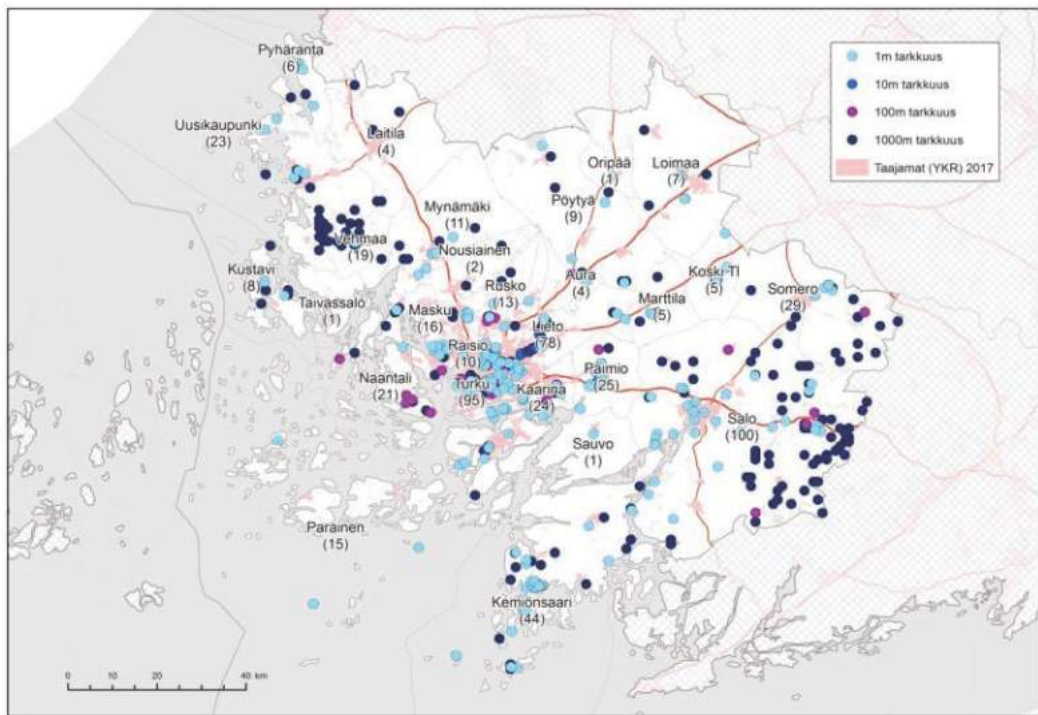 Pyhäranta
(6)
1m tarkkuus
10m tarkkuus
100m tarkkuus
1000m tarkkuus
Taajamat (YKR) 2017
Uusikaupunki
(23)
Laitila
(4)
Oripää
(1)
Loimaa
(7)
Mynämäki
(11)
Pöytyä
(9)
Vehmaa
(19)
Nousiainen
(2)
Kustavi
(8)
Aura
(4)
Koski Tl
(5)
Rusko
(13)
Somero
(29)
Taivassalo
(1)
Masku
(16)
Marttila
(5)
Lieto
(78)
Raisio
(10)
Naantali
(21)
Turku
(95)
Kaarina
(24)
Paimio
(25)
Salo
(100)
Sauvo
(1)
Parainen
(15)
Kemiönsaari
(44)
0 10 20 40 km